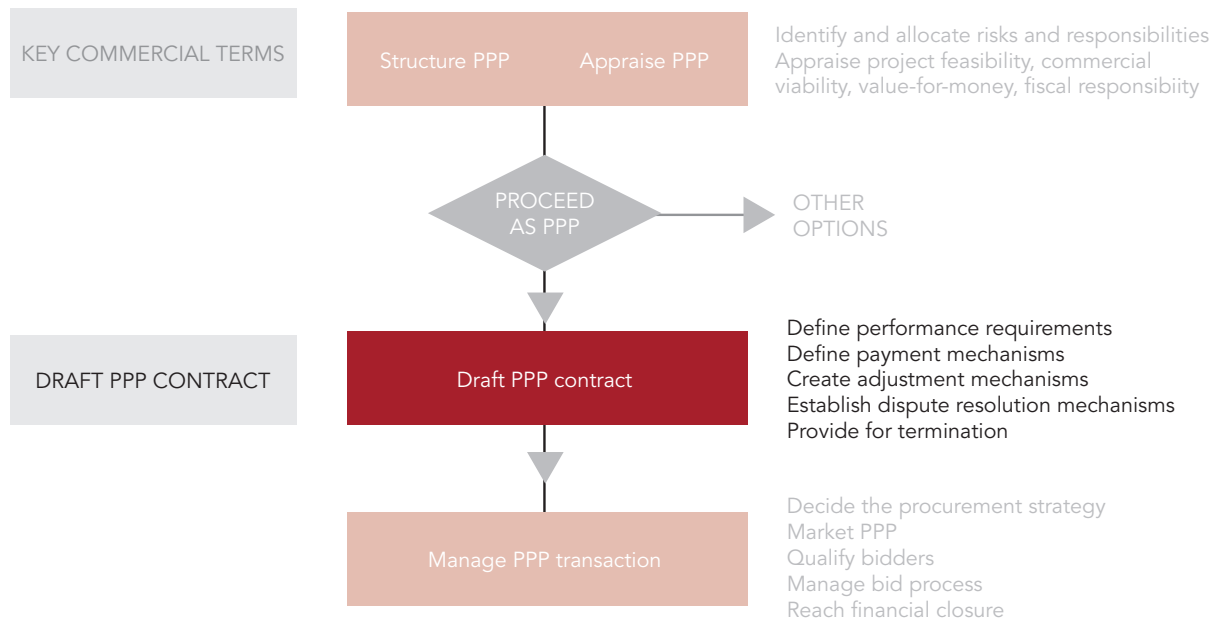 KEY COMMERCIAL TERMS
Structure PPP
Appraise PPP
Identify and allocate risks and responsibilities
Appraise project feasibility, commercial
viability, value-for-money, fiscal responsibiity
PROCEED
AS PPP
OTHER
OPTIONS
DRAFT PPP CONTRACT
Draft PPP contract
Define performance requirements
Define payment mechanisms
Create adjustment mechanisms
Establish dispute resolution mechanisms
Provide for termination
Manage PPP transaction
Decide the procurement strategy
Market PPP
Qualify bidders
Manage bid process
Reach financial closure